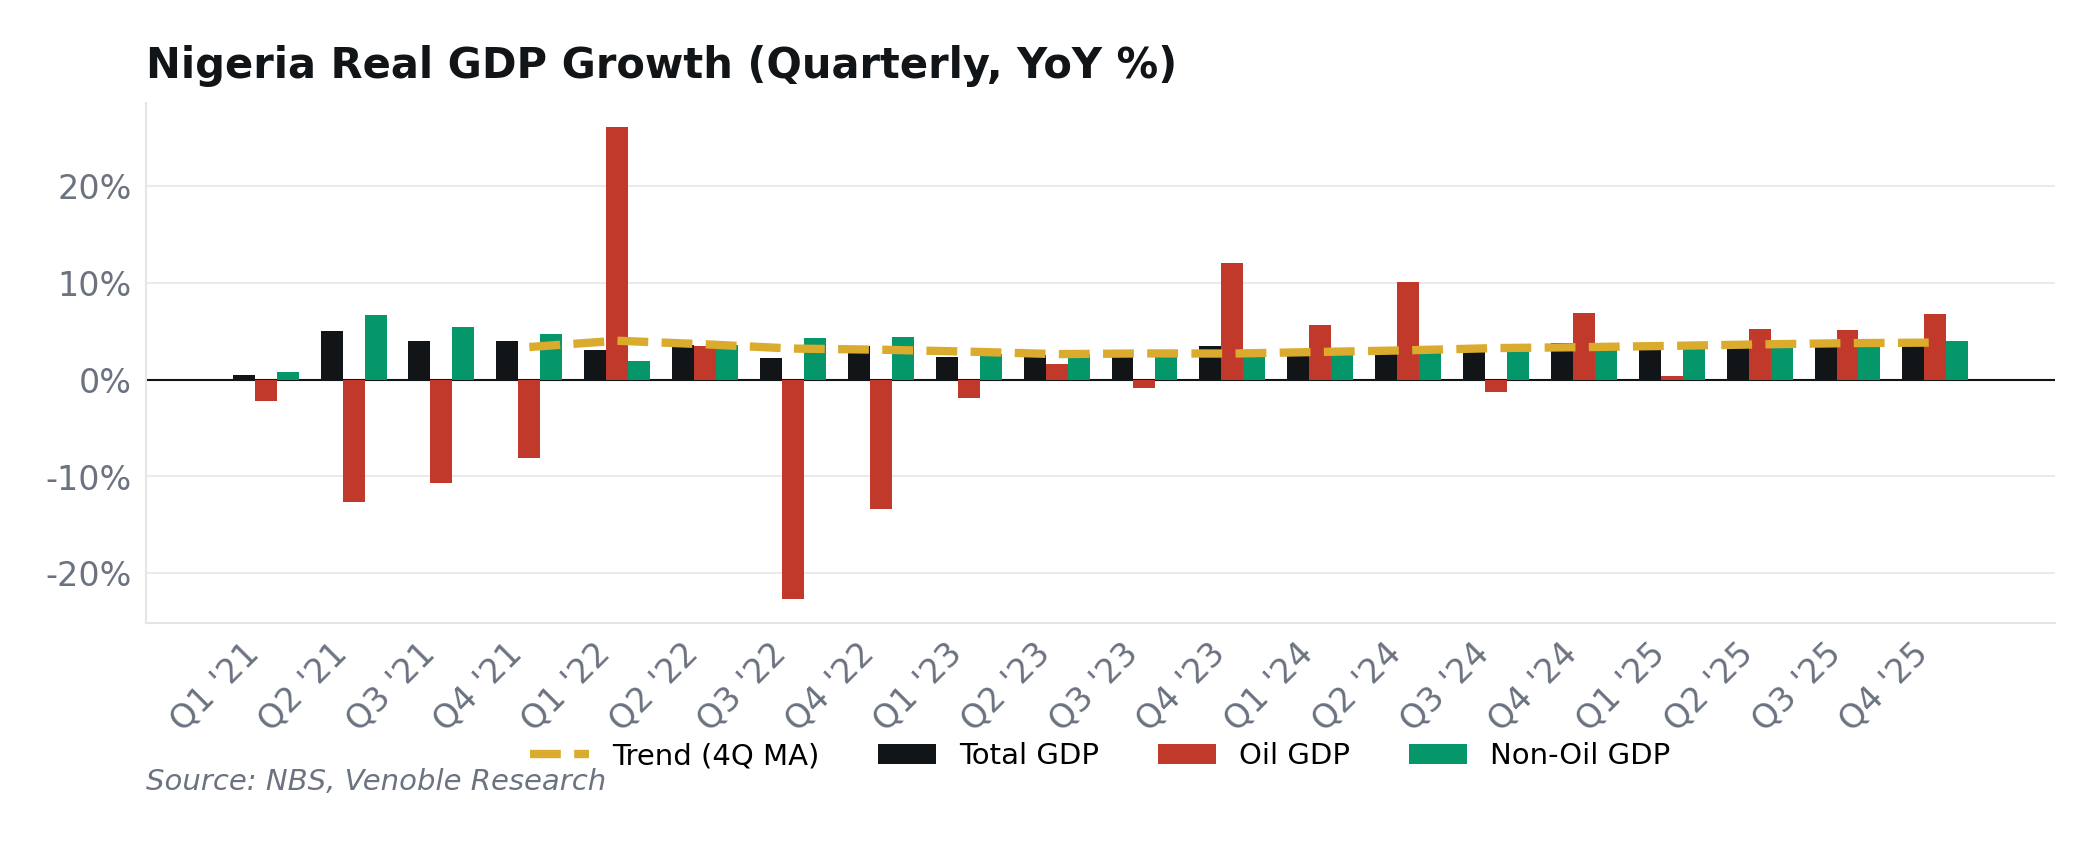 Nigeria Real GDP Growth (Quarterly, YoY %)
20%
10%
0%
-10%
-20%
Q1 '21
Q2 '21
Q3 '21
Q4 '21
Q1 '22
Q2 '22
Q3 '22
Q4 '22
Q1 '23
Q2 '23
Q3 '23
Q4 '23
Q1 '24
Q2 '24
Q3 '24
Q4 '24
Q1 '25
Q2 '25
Q3 '25
Q4 '25
Trend (4Q MA)
Total GDP
Oil GDP
Non-Oil GDP
Source: NBS, Venoble Research